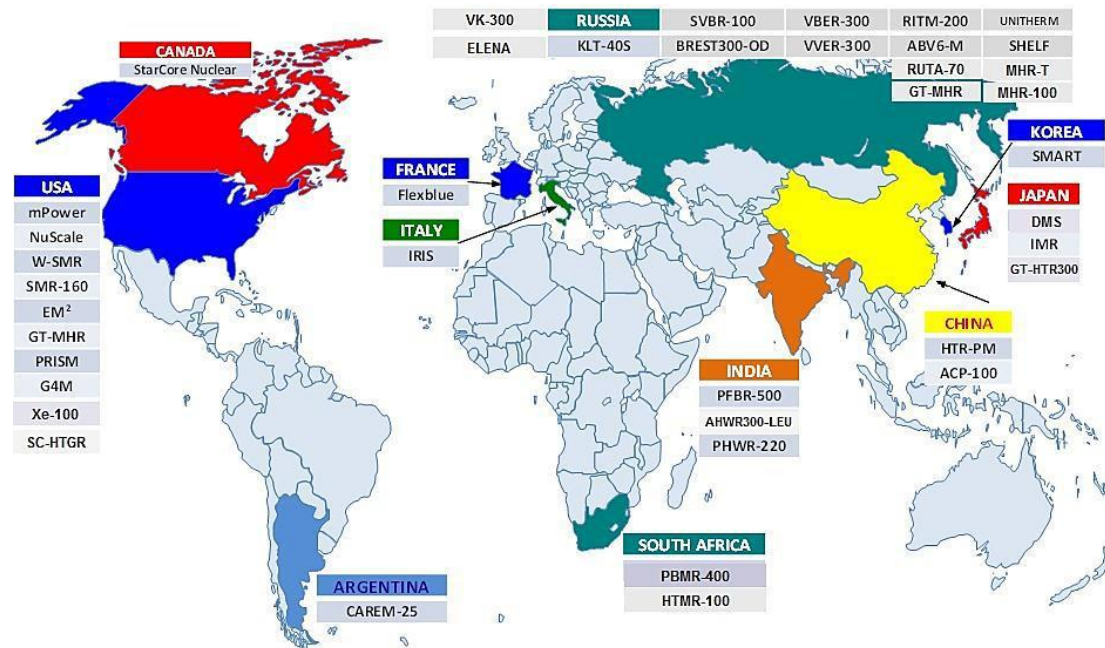 VK-300
RUSSIA
SVBR-100
VBER-300
RITM-200
UNITHERM
ELENA
KLT-40S
BREST300-OD
VVER-300
ABV6-M
SHELF
RUTA-70
MHR-T
GT-MHR
MHR-100
CANADA
StarCore Nuclear
USA
mPower
NuScale
W-SMR
SMR-160
EM²
GT-MHR
PRISM
G4M
Xe-100
SC-HTGR
FRANCE
Flexblue
ITALY
IRIS
KOREA
SMART
JAPAN
DMS
IMR
GT-HTR300
CHINA
HTR-PM
ACP-100
INDIA
PFBR-500
AHWR300-LEU
PHWR-220
SOUTH AFRICA
PBMR-400
HTMR-100
ARGENTINA
CAREM-25